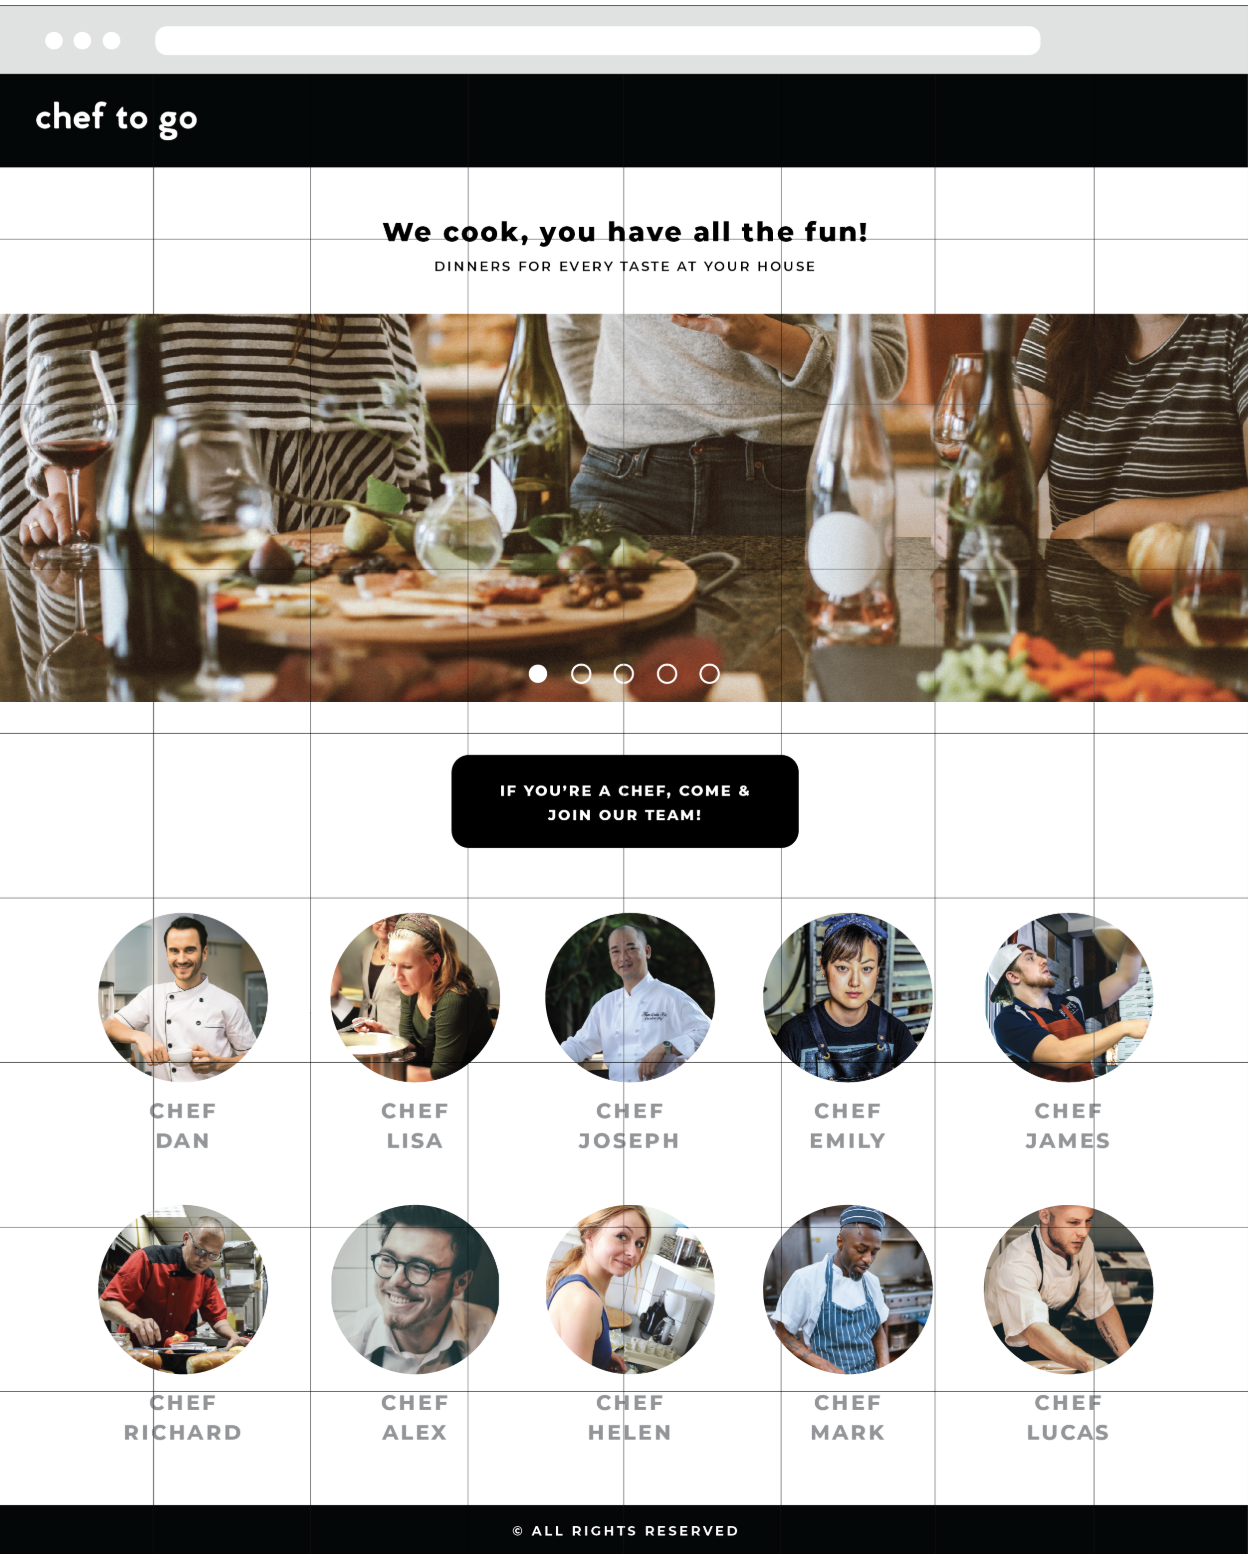 chef to go
We cook, you have all the fun!
DINNERS FOR EVERY TASTE AT YOUR HOUSE
IF YOU’RE A CHEF, COME &
JOIN OUR TEAM!
CHEF
DAN
CHEF
LISA
CHEF
JOSEPH
CHEF
EMILY
CHEF
JAMES
CHEF
RICHARD
CHEF
ALEX
CHEF
HELEN
CHEF
MARK
CHEF
LUCAS
© ALL RIGHTS RESERVED